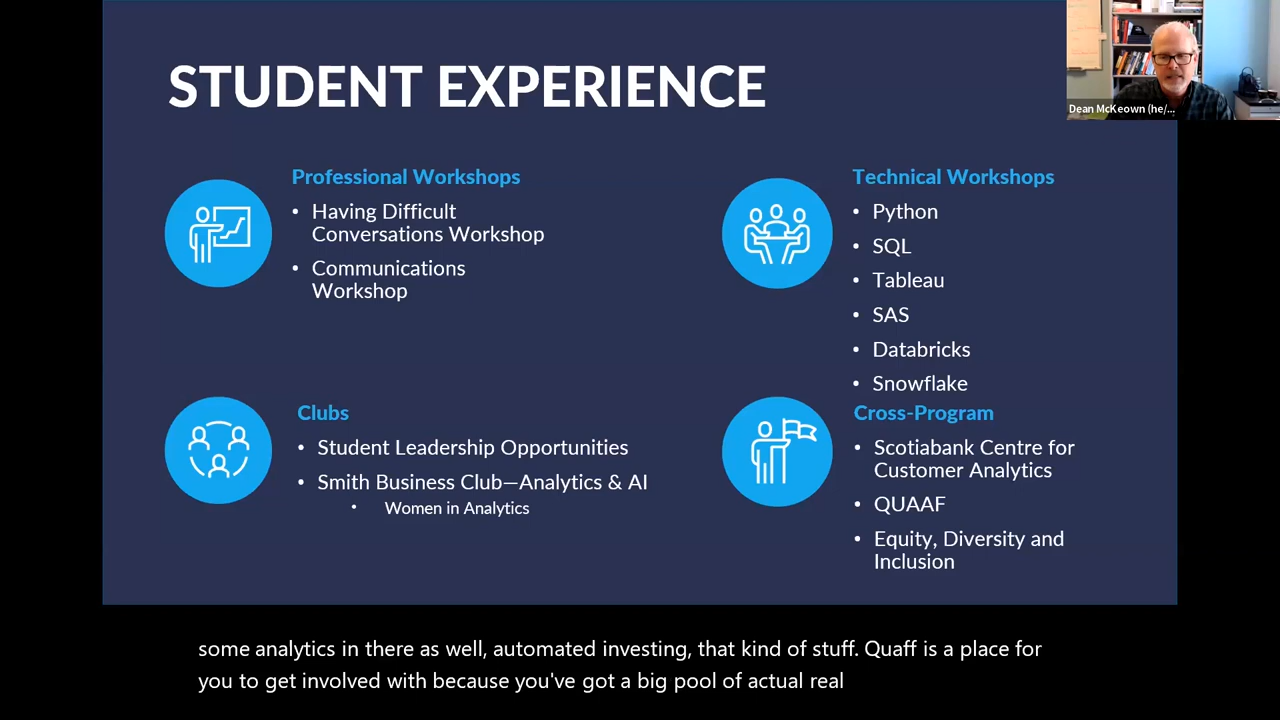 STUDENT EXPERIENCE
Dean McKeown (he/...
Professional Workshops
• Having Difficult
Conversations Workshop
• Communications
Workshop
Technical Workshops
• Python
• SQL
• Tableau
• SAS
• Databricks
• Snowflake
Clubs
• Student Leadership Opportunities
• Smith Business Club—Analytics & AI
• Women in Analytics
Cross-Program
• Scotiabank Centre for
Customer Analytics
• QUAAF
• Equity, Diversity and
Inclusion
some analytics in there as well, automated investing, that kind of stuff. Quaff is a place for
you to get involved with because you've got a big pool of actual real